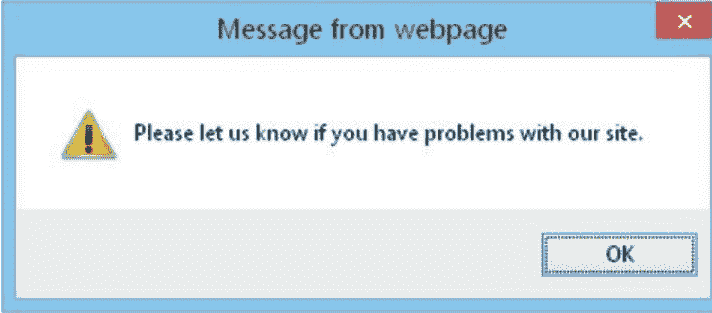 Message from webpage
Please let us know if you have problems with our site.
OK